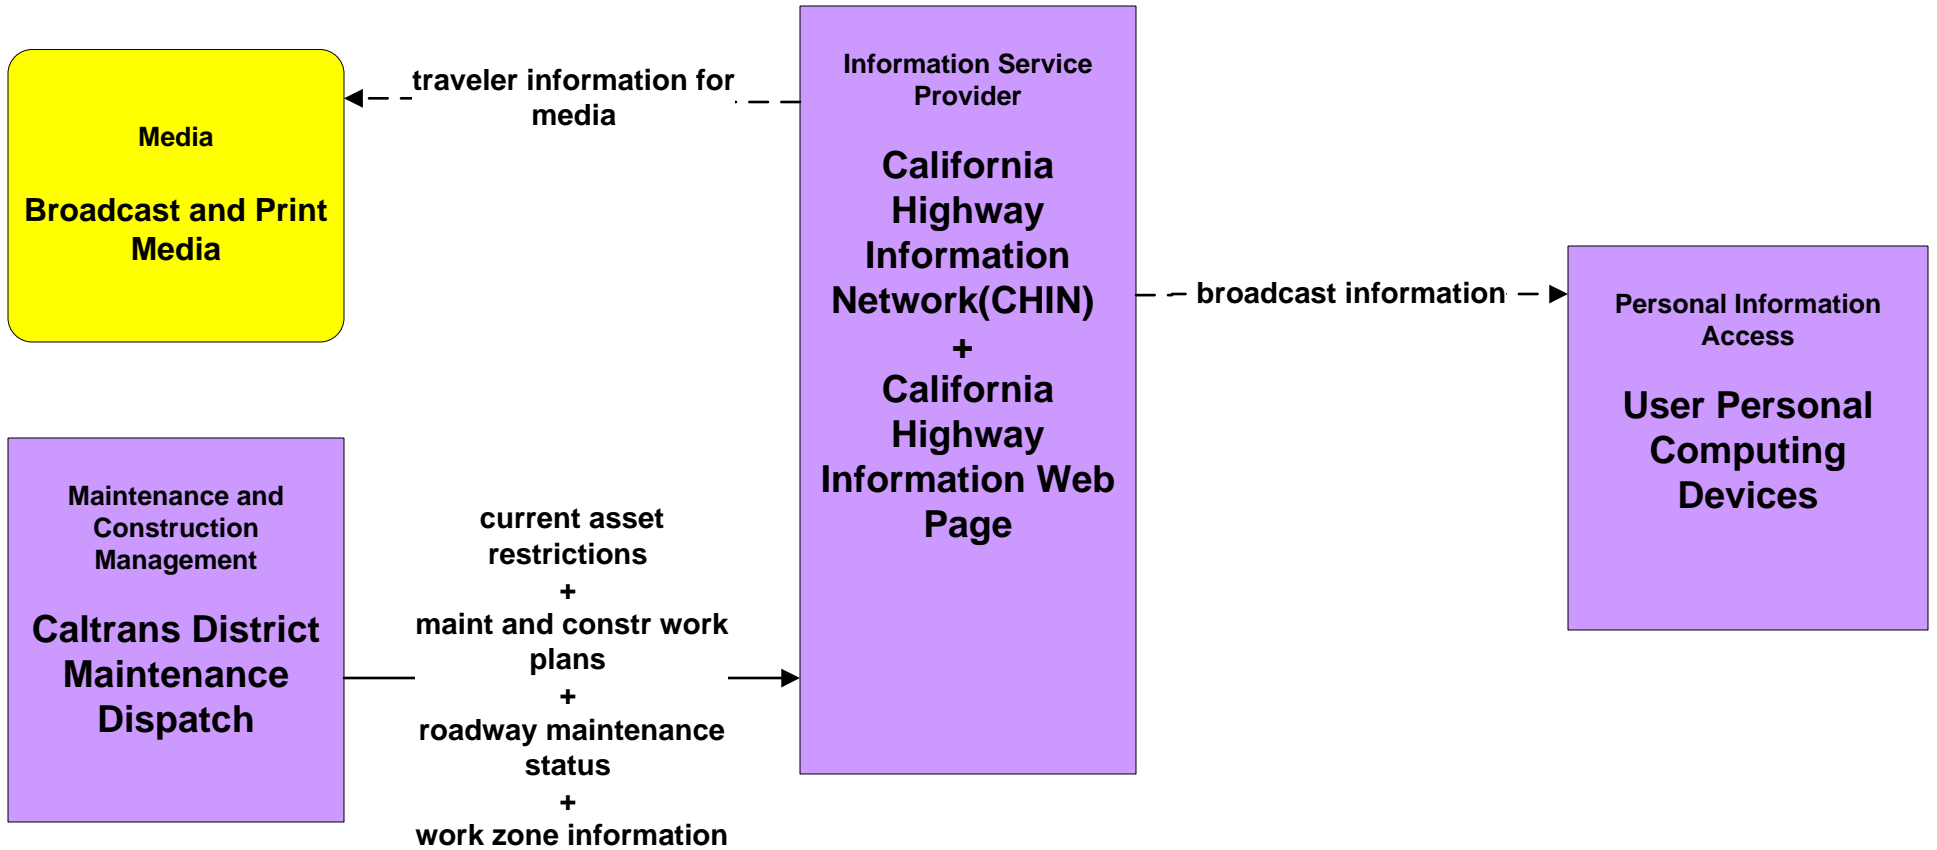 Media
Broadcast and Print
Media
traveler information for
media
Information Service
Provider
California
Highway
Information
Network(CHIN)
+
California
Highway
Information Web
Page
broadcast information
Personal Information
Access
User Personal
Computing
Devices
Maintenance and
Construction
Management
Caltrans District
Maintenance
Dispatch
current asset
restrictions
+
maint and constr work
plans
+
roadway maintenance
status
+
work zone information